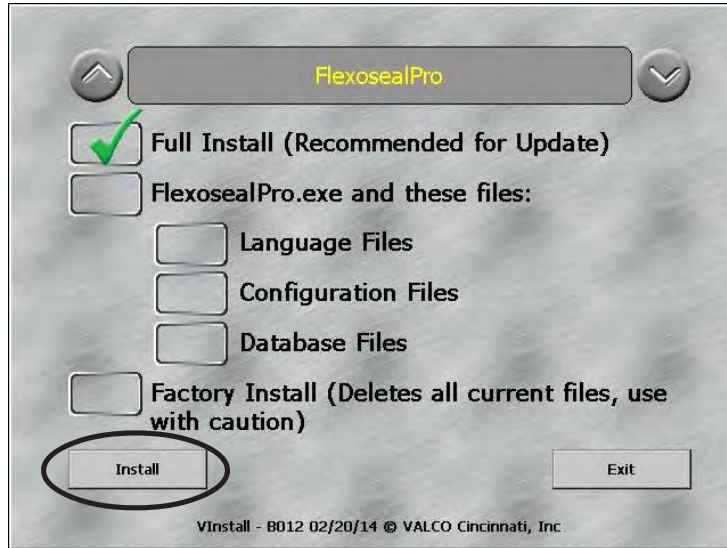 FlexosealPro
Full Install (Recommended for Update)
FlexosealPro.exe and these files:
Language Files
Configuration Files
Database Files
Factory Install (Deletes all current files, use
with caution)
Install
Exit
VInstall - B012 02/20/14 © VALCO Cincinnati, Inc